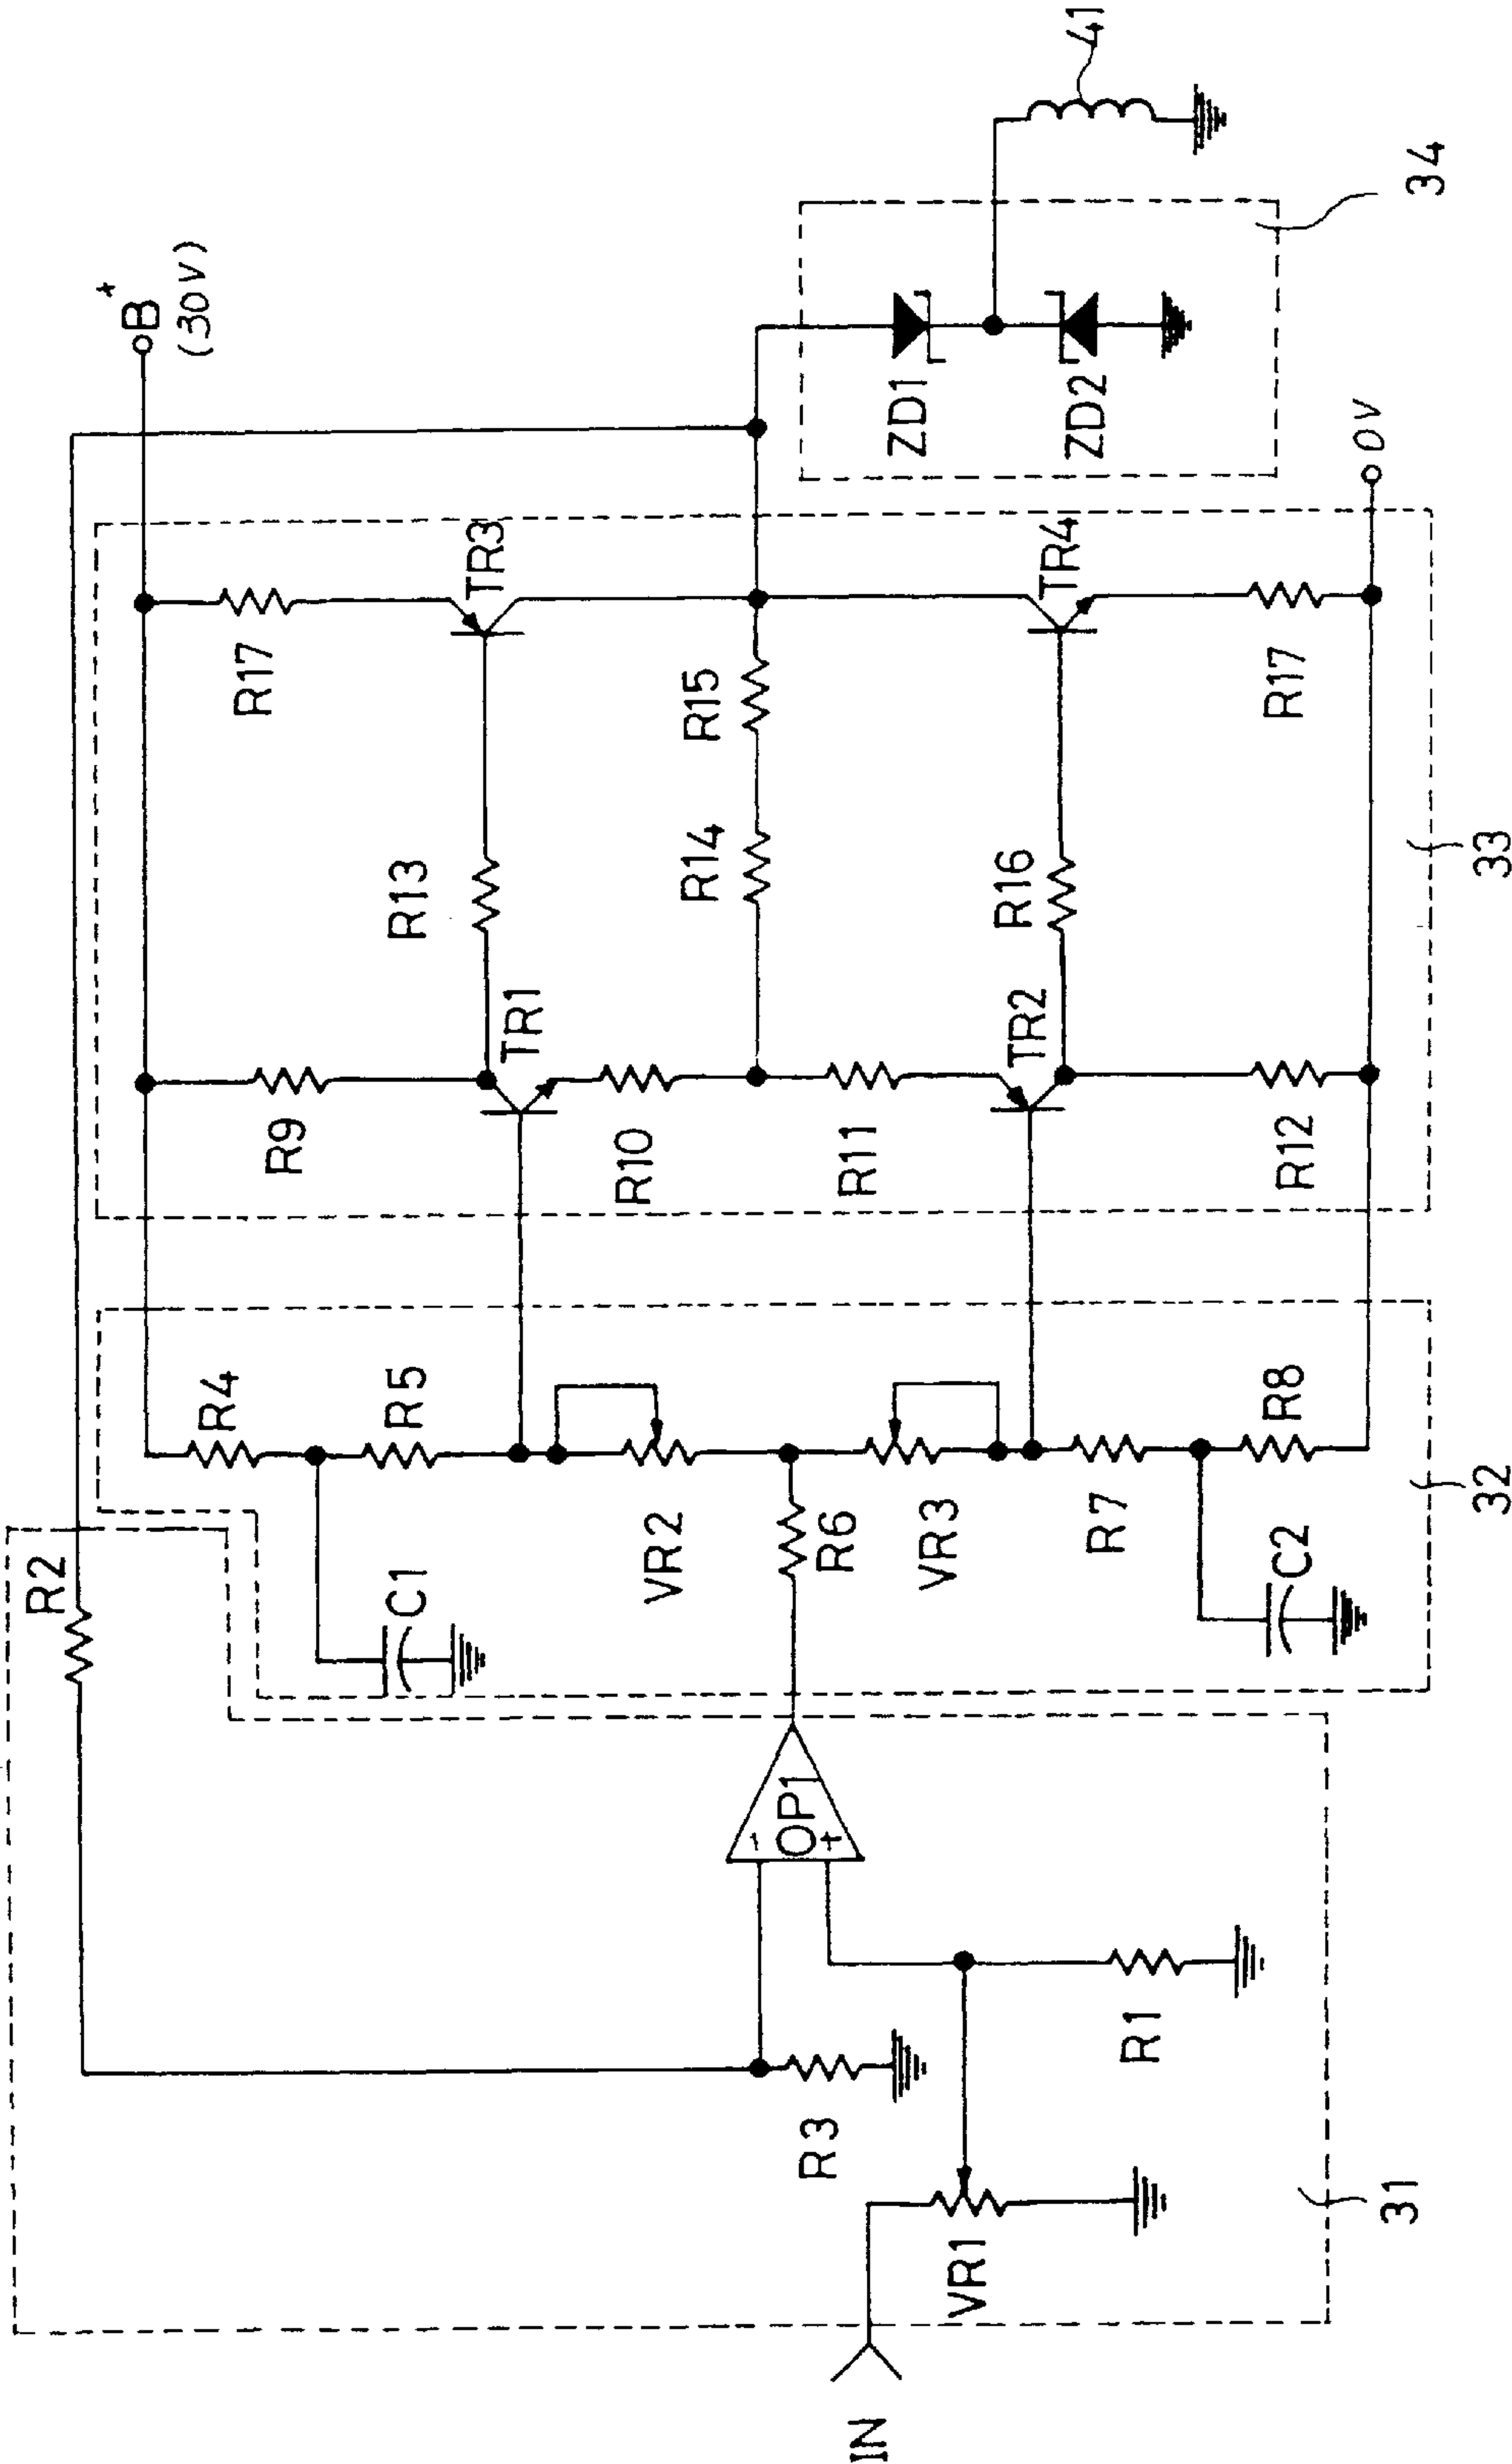 B+
(30V)
41
34
ZD1
ZD2
0V
TR3
TR4
R17
R15
R17
R13
R14
R16
33
TR1
TR2
R9
R10
R11
R12
R4
R5
R8
R2
VR2
R6
VR3
R7
32
C1
C2
- OP1 +
R3
R1
VR1
31
IN